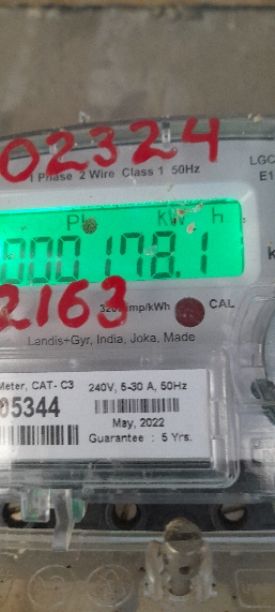 02324
LGC
1 Phase 2 Wire Class 1 50Hz
E1
kW h
000178.1
2163
3200 imp/kWh
CAL
Landis+Gyr, India, Joka, Made
Meter, CAT- C3 240V, 5-30 A, 50Hz
05344
May, 2022
Guarantee : 5 Yrs.